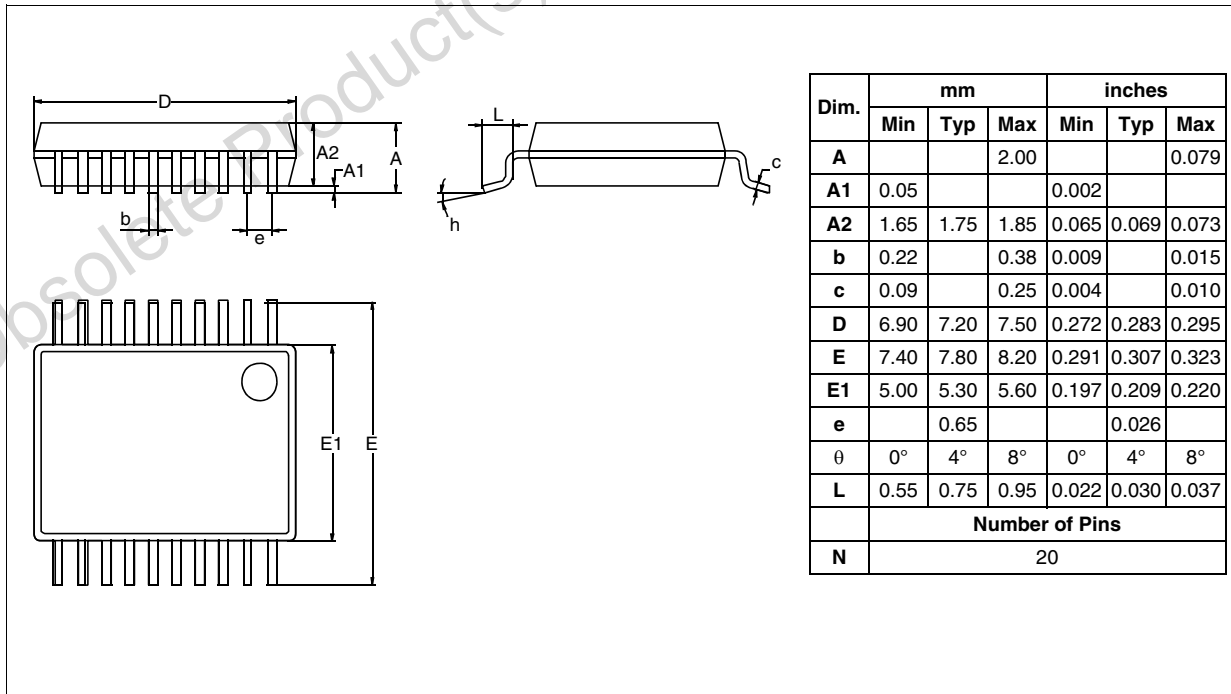 Obsolete Product(s)
D
A2
A1
A
b
e
L
c
h
E1
E
Dim. mm inches
Min Typ Max Min Typ Max
A 2.00 0.079
A1 0.05 0.002
A2 1.65 1.75 1.85 0.065 0.069 0.073
b 0.22 0.38 0.009 0.015
c 0.09 0.25 0.004 0.010
D 6.90 7.20 7.50 0.272 0.283 0.295
E 7.40 7.80 8.20 0.291 0.307 0.323
E1 5.00 5.30 5.60 0.197 0.209 0.220
e 0.65 0.026
θ 0° 4° 8° 0° 4° 8°
L 0.55 0.75 0.95 0.022 0.030 0.037
Number of Pins
N 20